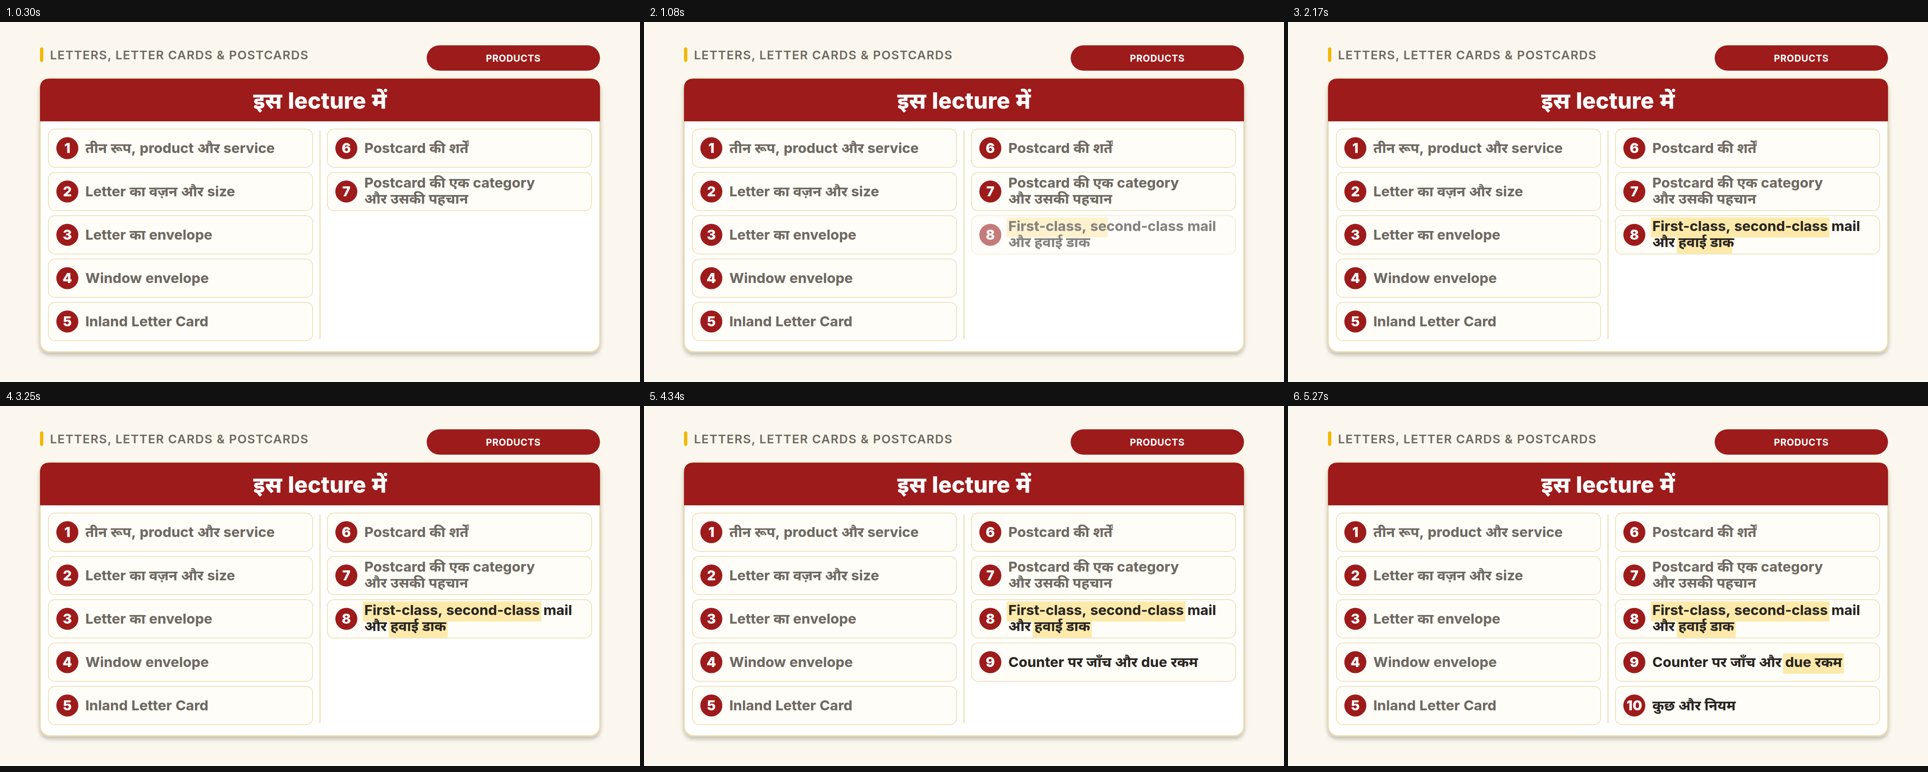 1. 0.30s
LETTERS, LETTER CARDS & POSTCARDS
PRODUCTS
इस lecture में
1 तीन रूप, product और service
2 Letter का वज़न और size
3 Letter का envelope
4 Window envelope
5 Inland Letter Card
6 Postcard की शर्तें
7 Postcard की एक category
और उसकी पहचान
2. 1.08s
LETTERS, LETTER CARDS & POSTCARDS
PRODUCTS
इस lecture में
1 तीन रूप, product और service
2 Letter का वज़न और size
3 Letter का envelope
4 Window envelope
5 Inland Letter Card
6 Postcard की शर्तें
7 Postcard की एक category
और उसकी पहचान
8 First-class, second-class mail
और हवाई डाक
3. 2.17s
LETTERS, LETTER CARDS & POSTCARDS
PRODUCTS
इस lecture में
1 तीन रूप, product और service
2 Letter का वज़न और size
3 Letter का envelope
4 Window envelope
5 Inland Letter Card
6 Postcard की शर्तें
7 Postcard की एक category
और उसकी पहचान
8 First-class, second-class mail
और हवाई डाक
4. 3.25s
LETTERS, LETTER CARDS & POSTCARDS
PRODUCTS
इस lecture में
1 तीन रूप, product और service
2 Letter का वज़न और size
3 Letter का envelope
4 Window envelope
5 Inland Letter Card
6 Postcard की शर्तें
7 Postcard की एक category
और उसकी पहचान
8 First-class, second-class mail
और हवाई डाक
5. 4.34s
LETTERS, LETTER CARDS & POSTCARDS
PRODUCTS
इस lecture में
1 तीन रूप, product और service
2 Letter का वज़न और size
3 Letter का envelope
4 Window envelope
5 Inland Letter Card
6 Postcard की शर्तें
7 Postcard की एक category
और उसकी पहचान
8 First-class, second-class mail
और हवाई डाक
9 Counter पर जाँच और due रकम
6. 5.27s
LETTERS, LETTER CARDS & POSTCARDS
PRODUCTS
इस lecture में
1 तीन रूप, product और service
2 Letter का वज़न और size
3 Letter का envelope
4 Window envelope
5 Inland Letter Card
6 Postcard की शर्तें
7 Postcard की एक category
और उसकी पहचान
8 First-class, second-class mail
और हवाई डाक
9 Counter पर जाँच और due रकम
10 कुछ और नियम